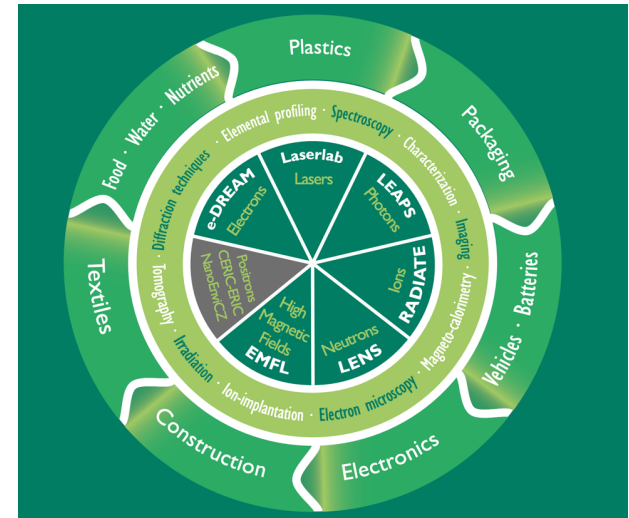 Plastics
Packaging
Vehicles · Batteries
Electronics
Construction
Textiles
Food · Water · Nutrients
Elemental profiling · Spectroscopy · Characterization · Imaging
Magneto-calorimetry · Electron microscopy · Ion-implantation ·
Irradiation · Tomography · Diffraction techniques ·
Laserlab
Lasers
LEAPS
Photons
RADIATE
Ions
Neutrons
LENS
High
Magnetic
Fields
EMFL
Positrons
CERIC-ERIC
NanoEnviCZ
e-DREAM
Electrons